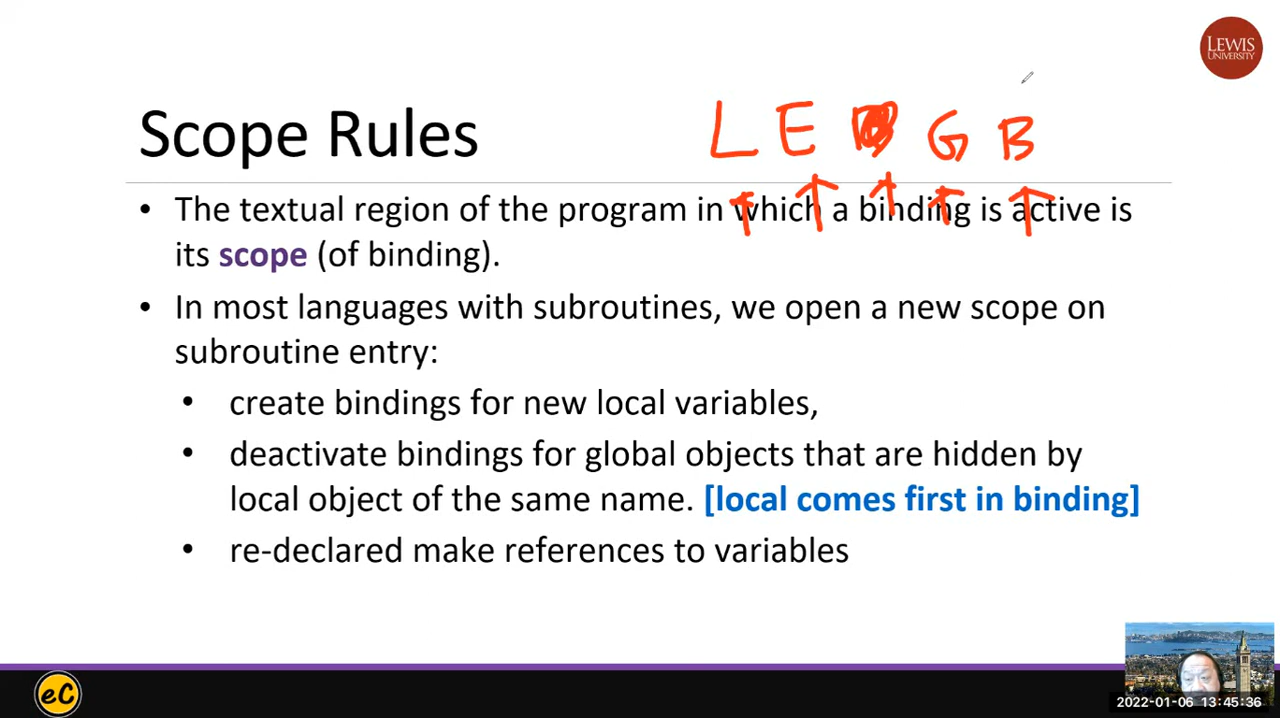 LEWIS
UNIVERSITY
L E G B
Scope Rules
• The textual region of the program in which a binding is active is
its scope (of binding).
• In most languages with subroutines, we open a new scope on
subroutine entry:
• create bindings for new local variables,
• deactivate bindings for global objects that are hidden by
local object of the same name. [local comes first in binding]
• re-declared make references to variables
eC
2022-01-06 13:45:36